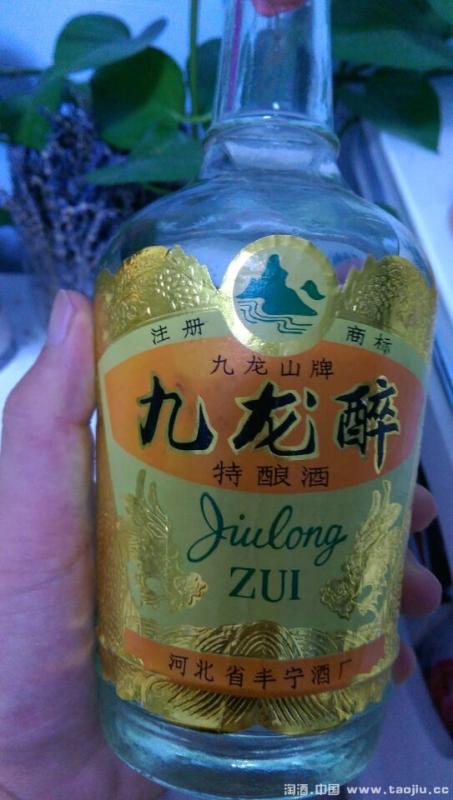 注册 商标
九龙山牌
九龙醉
特酿酒
Jiulong
ZUI
河北省丰宁酒厂
淘酒.中国 www.taojiu.cc